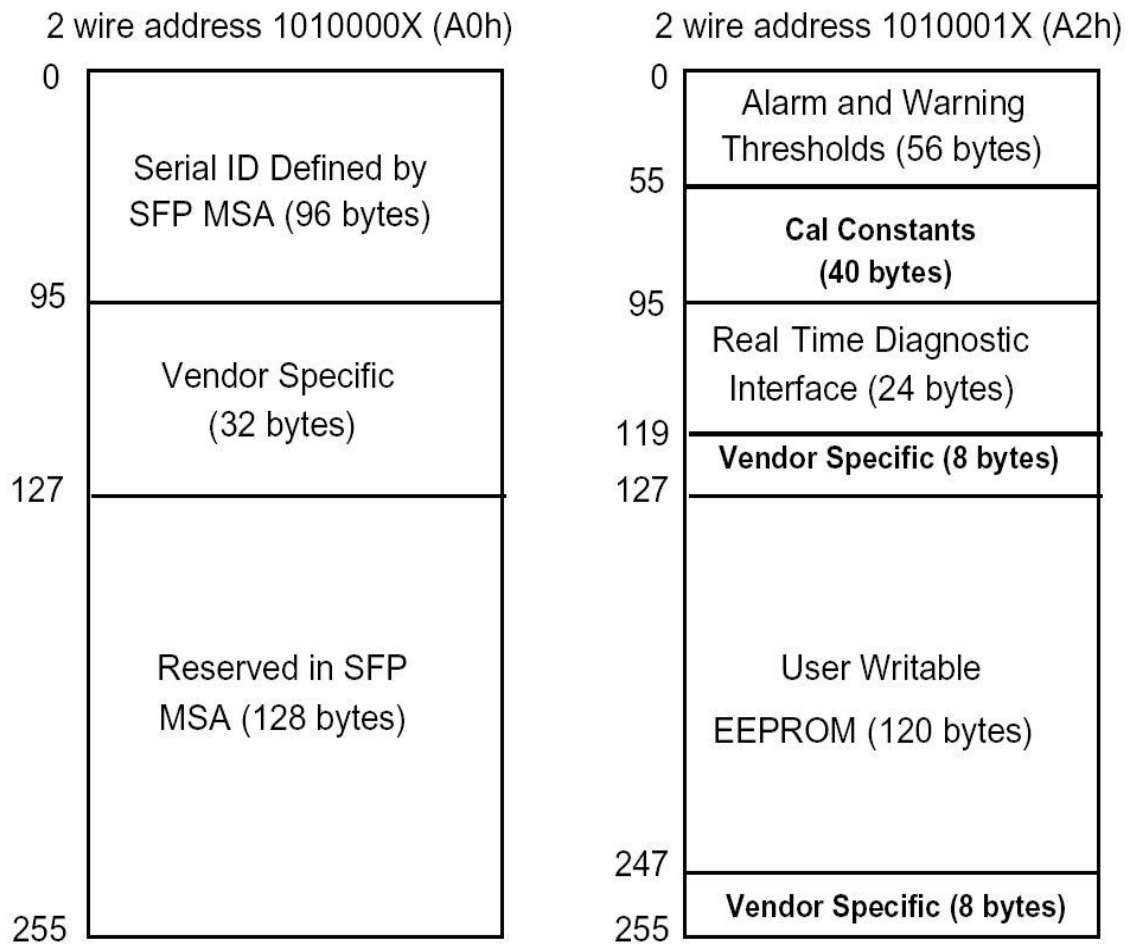 2 wire address 1010000X (A0h)
0
Serial ID Defined by
SFP MSA (96 bytes)
95
Vendor Specific
(32 bytes)
127
Reserved in SFP
MSA (128 bytes)
255
2 wire address 1010001X (A2h)
0
Alarm and Warning
Thresholds (56 bytes)
55
Cal Constants
(40 bytes)
95
Real Time Diagnostic
Interface (24 bytes)
119
Vendor Specific (8 bytes)
127
User Writable
EEPROM (120 bytes)
247
Vendor Specific (8 bytes)
255